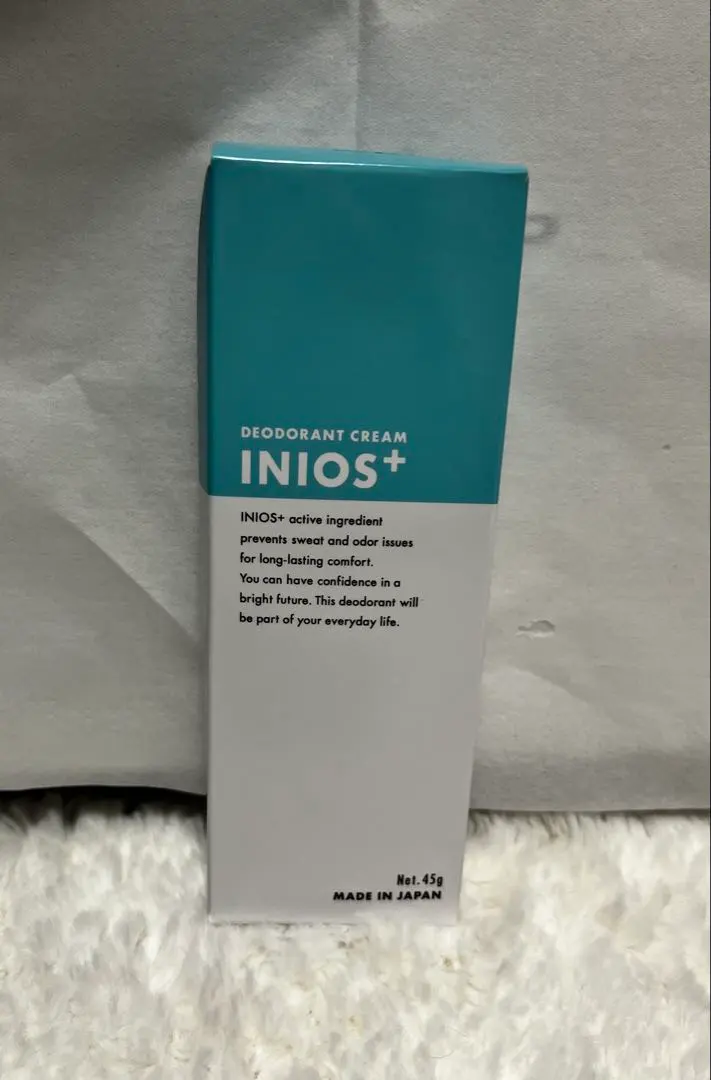 DEODORANT CREAM
INIOS+
INIOS+ active ingredient
prevents sweat and odor issues
for long-lasting comfort.
You can have confidence in a
bright future. This deodorant will
be part of your everyday life.
Net.45g
MADE IN JAPAN